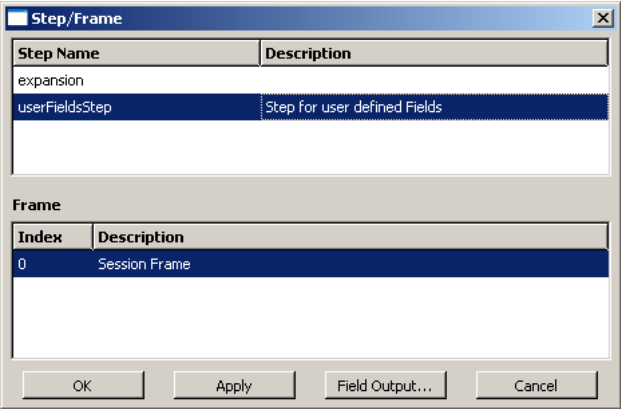 Step/Frame
Step Name Description
expansion
userFieldsStep Step for user defined Fields
Frame
Index Description
0 Session Frame
OK Apply Field Output... Cancel